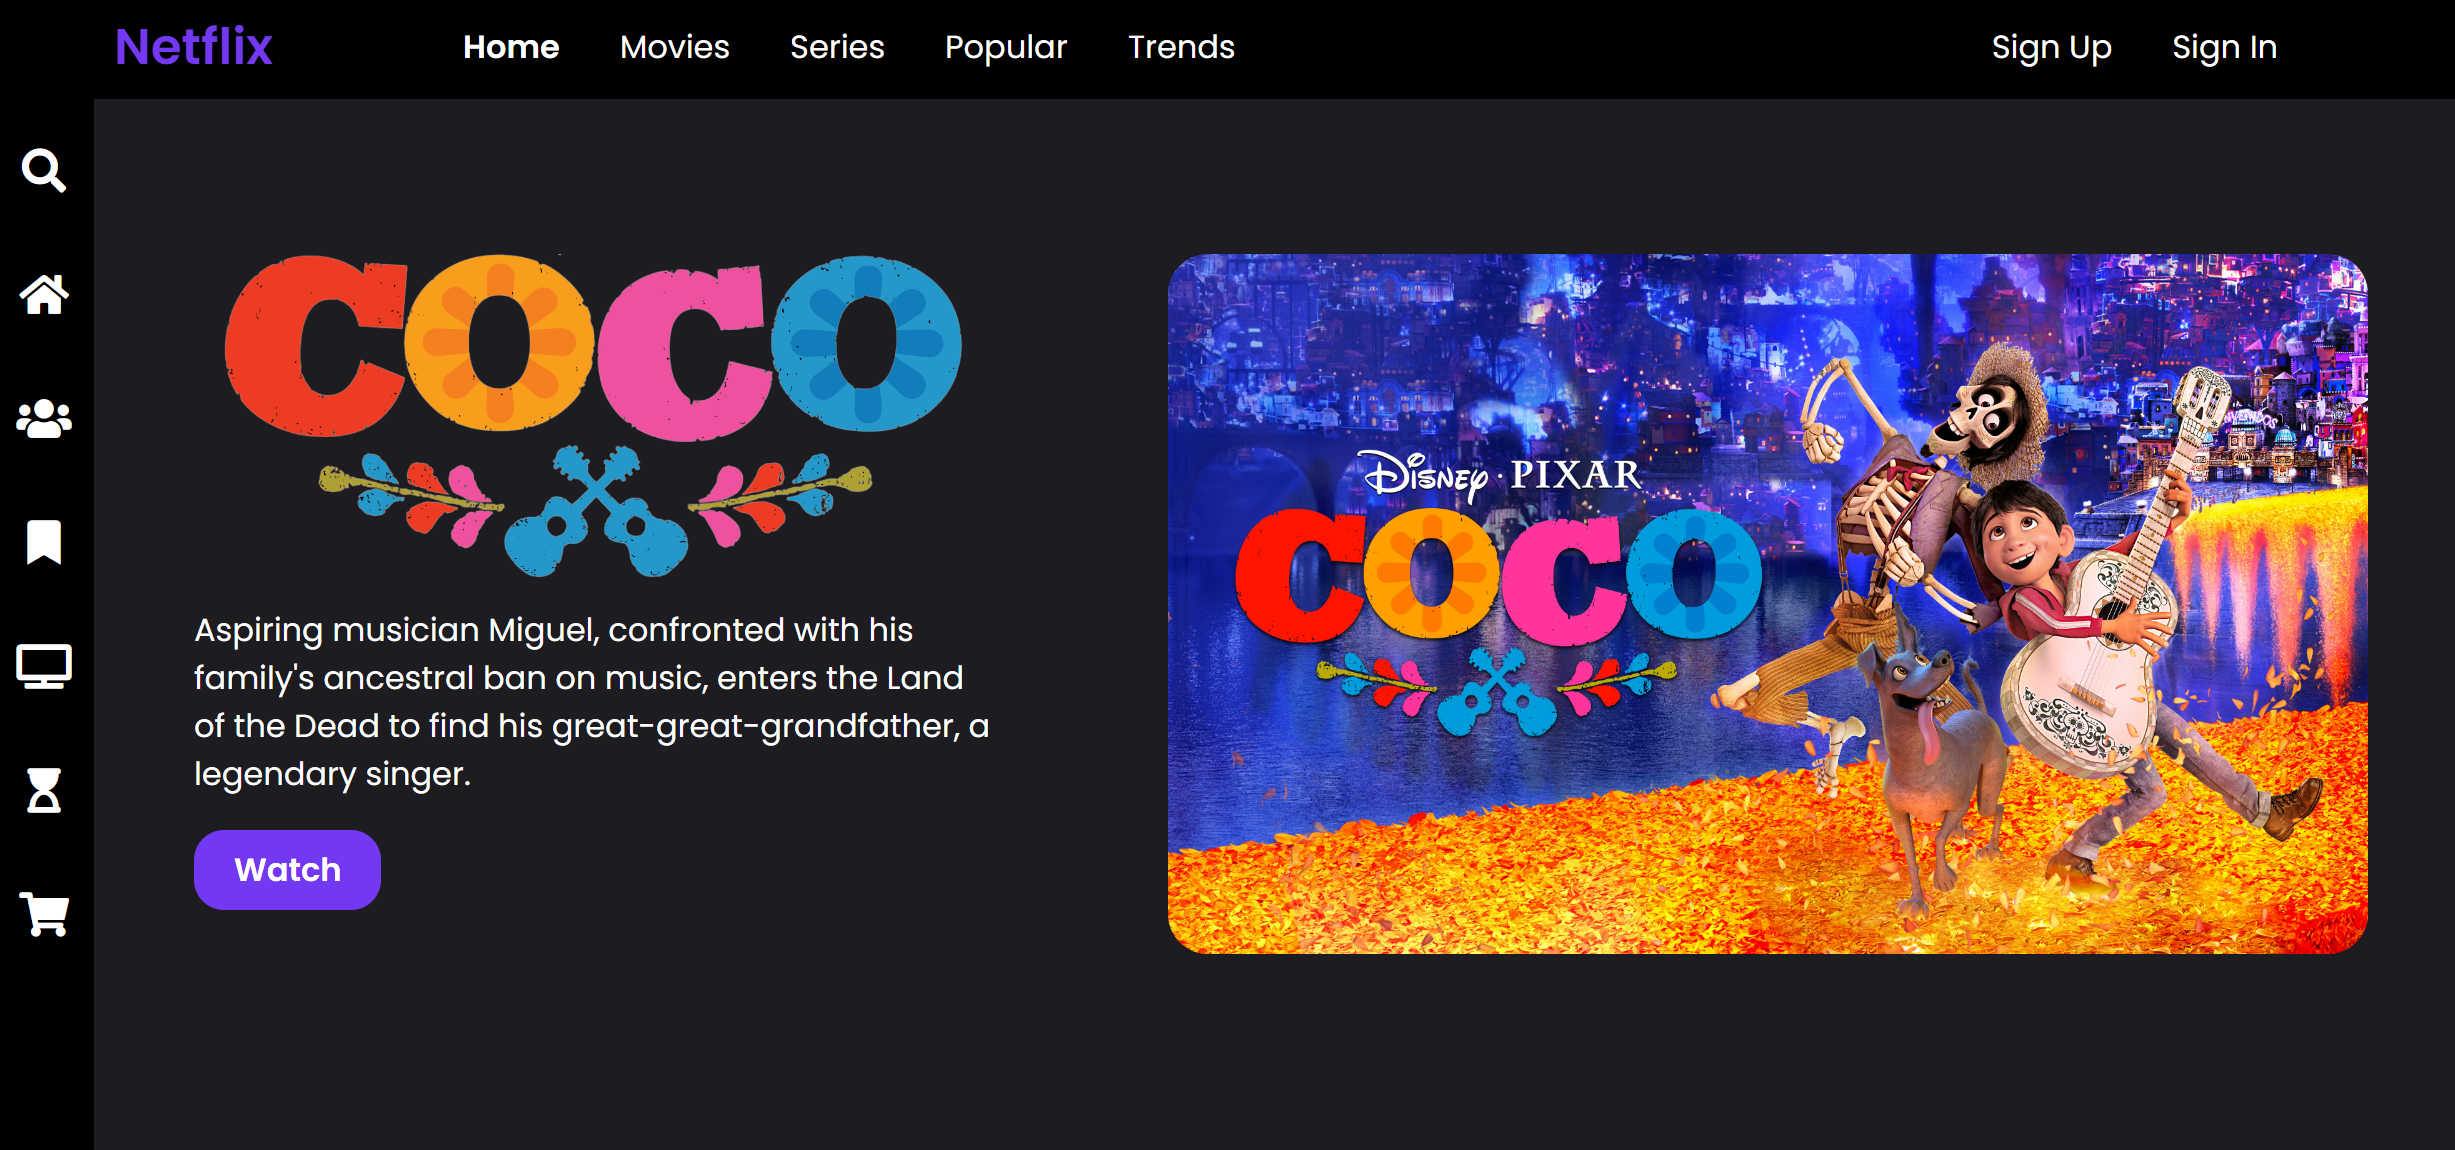 Netflix
Home
Movies
Series
Popular
Trends
Sign Up
Sign In
COCO
Aspiring musician Miguel, confronted with his
family's ancestral ban on music, enters the Land
of the Dead to find his great-great-grandfather, a
legendary singer.
Watch
Disney · PIXAR
COCO